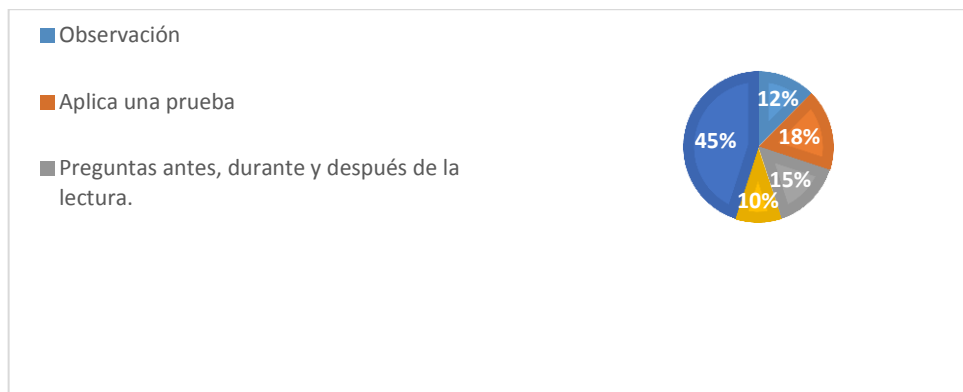 Observación
Aplica una prueba
Preguntas antes, durante y después de la
lectura.
12%
18%
15%
10%
45%